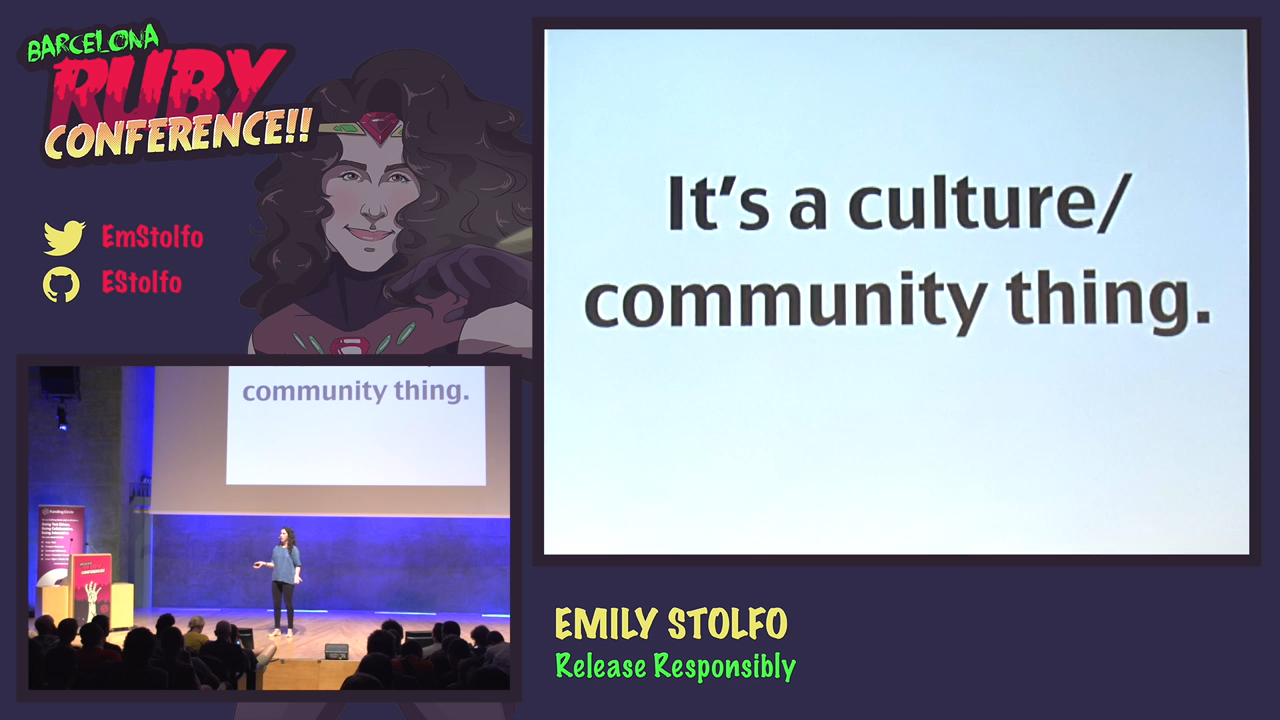 BARCELONA
RUBY
CONFERENCE!!
EmStolfo
EStolfo
It's a culture/
community thing.
community thing.
EMILY STOLFO
Release Responsibly